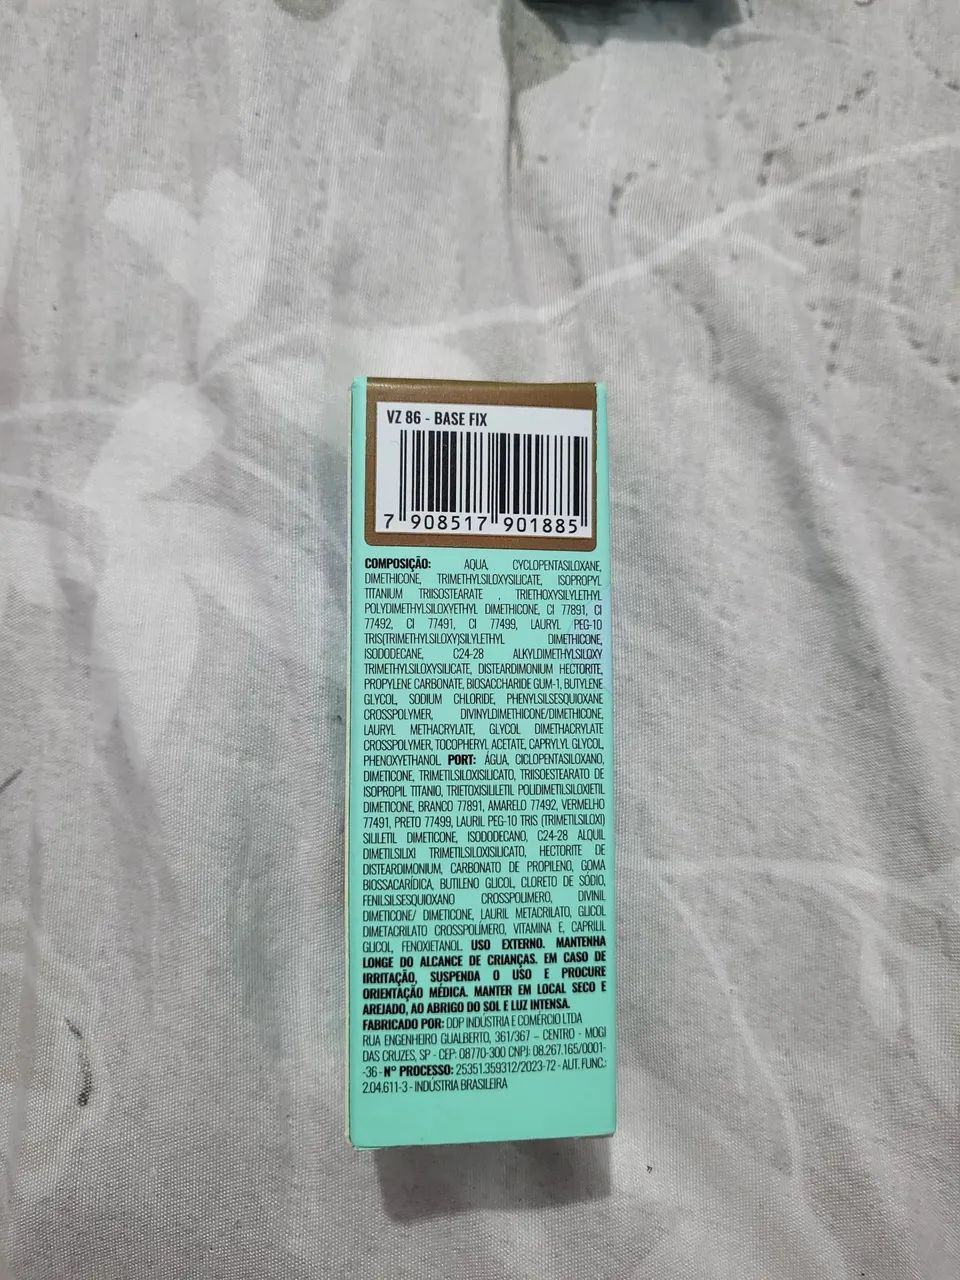 VZ 86 - BASE FIX
7 908517 901885
COMPOSIÇÃO: AQUA, CYCLOPENTASILOXANE,
DIMETHICONE, TRIMETHYLSILOXYSILICATE, ISOPROPYL
TITANIUM TRIISOSTEARATE , TRIETHOXYSILYLETHYL
POLYDIMETHYLSILOXYETHYL DIMETHICONE, CI 77891, CI
77492, CI 77491, CI 77499, LAURYL PEG-10
TRIS(TRIMETHYLSILOXY)SILYLETHYL DIMETHICONE,
ISODODECANE, C24-28 ALKYLDIMETHYLSILOXY
TRIMETHYLSILOXYSILICATE, DISTEARDIMONIUM HECTORITE,
PROPYLENE CARBONATE, BIOSACCHARIDE GUM-1, BUTYLENE
GLYCOL, SODIUM CHLORIDE, PHENYLSILSESQUIOXANE
CROSSPOLYMER, DIVINYLDIMETHICONE/DIMETHICONE,
LAURYL METHACRYLATE, GLYCOL DIMETHACRYLATE
CROSSPOLYMER, TOCOPHERYL ACETATE, CAPRYLYL GLYCOL,
PHENOXYETHANOL. PORT: ÁGUA, CICLOPENTASILOXANO,
DIMETICONE, TRIMETILSILOXISILICATO, TRIISOESTEARATO DE
ISOPROPIL TITANIO, TRIETOXISILILETIL POLIDIMETILSILOXIETIL
DIMETICONE, BRANCO 77891, AMARELO 77492, VERMELHO
77491, PRETO 77499, LAURIL PEG-10 TRIS (TRIMETILSILOXI)
SILILETIL DIMETICONE, ISODODECANO, C24-28 ALQUIL
DIMETILSILIXI TRIMETILSILOXISILICATO, HECTORITE DE
DISTEARDIMONIUM, CARBONATO DE PROPILENO, GOMA
BIOSSACARÍDICA, BUTILENO GLICOL, CLORETO DE SÓDIO,
FENILSILSESQUIOXANO CROSSPOLIMERO, DIVINIL
DIMETICONE/ DIMETICONE, LAURIL METACRILATO, GLICOL
DIMETACRILATO CROSSPOLÍMERO, VITAMINA E, CAPRILIL
GLICOL, FENOXIETANOL. USO EXTERNO. MANTENHA
LONGE DO ALCANCE DE CRIANÇAS. EM CASO DE
IRRITAÇÃO, SUSPENDA O USO E PROCURE
ORIENTAÇÃO MÉDICA. MANTER EM LOCAL SECO E
AREJADO, AO ABRIGO DO SOL E LUZ INTENSA.
FABRICADO POR: DDP INDÚSTRIA E COMÉRCIO LTDA
RUA ENGENHEIRO GUALBERTO, 361/367 – CENTRO - MOGI
DAS CRUZES, SP - CEP: 08770-300 CNPJ: 08.267.165/0001-
-36 - N° PROCESSO: 25351.359312/2023-72 - AUT. FUNC.:
2.04.611-3 - INDÚSTRIA BRASILEIRA